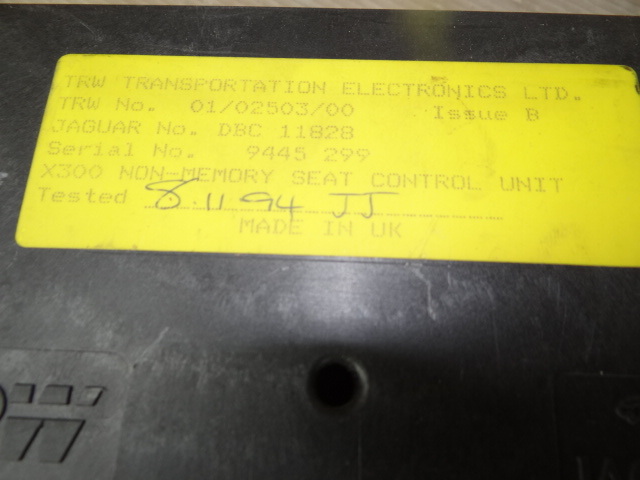 TRW TRANSPORTATION ELECTRONICS LTD.
TRW No. 01/02503/00 Issue B
JAGUAR No. DBC 11828
Serial No. 9445 299
X300 NON-MEMORY SEAT CONTROL UNIT
Tested 8.11 94 JJ
MADE IN UK